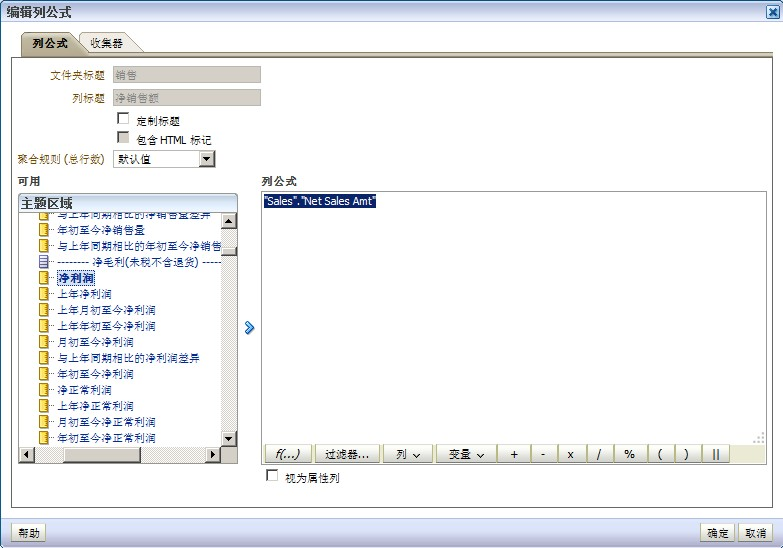 编辑列公式
列公式 收集器
文件夹标题 销售
列标题 净销售额
定制标题
包含 HTML 标记
聚合规则 (总行数) 默认值
可用
主题区域
与上年同期相比的净销售量差异
年初至今净销售量
与上年同期相比的年初至今净销售
-------- 净毛利(未税不含退货) -----
净利润
上年净利润
上年月初至今净利润
上年年初至今净利润
月初至今净利润
与上年同期相比的净利润差异
年初至今净利润
净正常利润
上年净正常利润
月初至今净正常利润
年初至今净正常利润
列公式
"Sales"."Net Sales Amt"
f(...) 过滤器... 列 变量 + - x / % ( ) ||
视为属性列
帮助 确定 取消